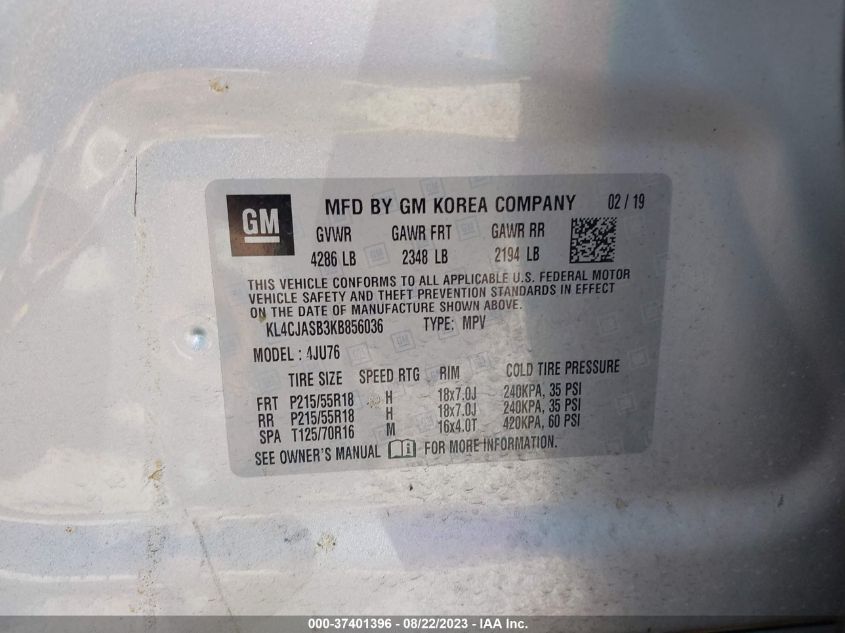 GM
MFD BY GM KOREA COMPANY 02 / 19
GVWR GAWR FRT GAWR RR
4286 LB 2348 LB 2194 LB
THIS VEHICLE CONFORMS TO ALL APPLICABLE U.S. FEDERAL MOTOR
VEHICLE SAFETY AND THEFT PREVENTION STANDARDS IN EFFECT
ON THE DATE OF MANUFACTURE SHOWN ABOVE.
KL4CJASB3KB856036 TYPE: MPV
MODEL : 4JU76
TIRE SIZE SPEED RTG RIM COLD TIRE PRESSURE
FRT P215/55R18 H 18x7.0J 240KPA, 35 PSI
RR P215/55R18 H 18x7.0J 240KPA, 35 PSI
SPA T125/70R16 M 16x4.0T 420KPA, 60 PSI
SEE OWNER'S MANUAL FOR MORE INFORMATION.
000-37401396 - 08/22/2023 - IAA Inc.